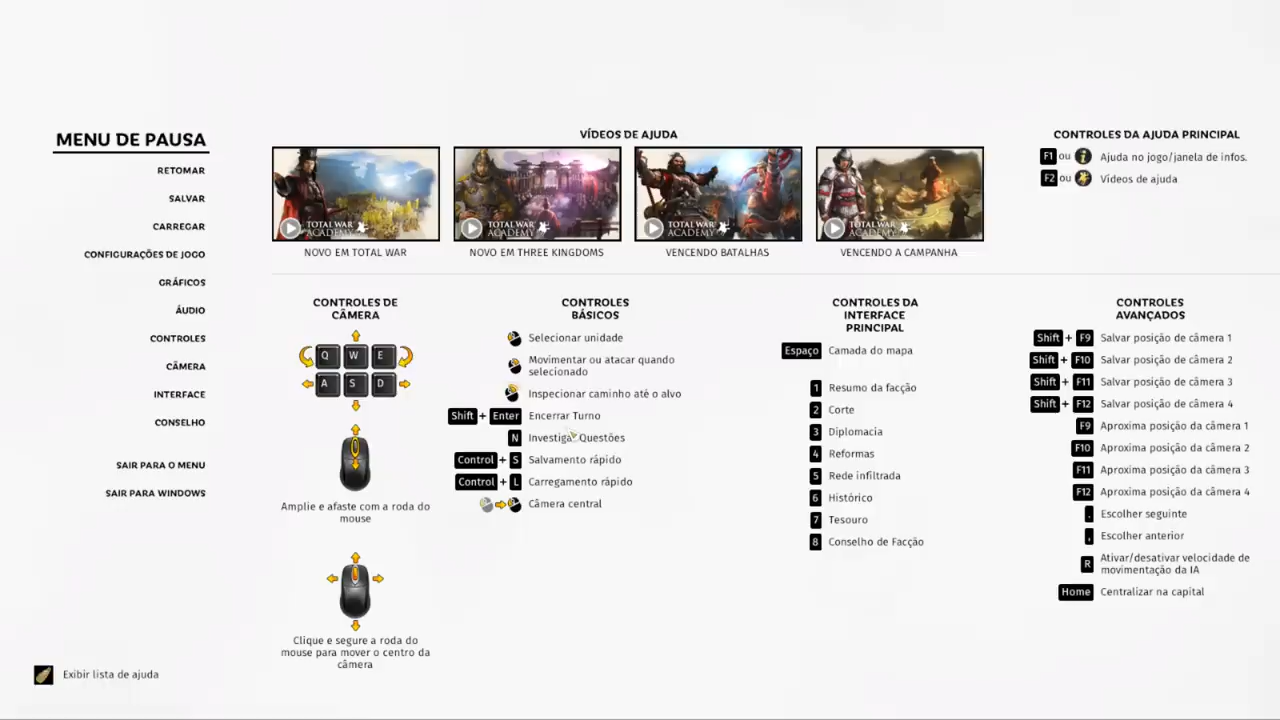 MENU DE PAUSA
RETOMAR
SALVAR
CARREGAR
CONFIGURAÇÕES DE JOGO
GRÁFICOS
ÁUDIO
CONTROLES
CÂMERA
INTERFACE
CONSELHO
SAIR PARA O MENU
SAIR PARA WINDOWS
Exibir lista de ajuda
VÍDEOS DE AJUDA
TOTAL WAR
ACADEMY
NOVO EM TOTAL WAR
TOTAL WAR
ACADEMY
NOVO EM THREE KINGDOMS
TOTAL WAR
ACADEMY
VENCENDO BATALHAS
TOTAL WAR
ACADEMY
VENCENDO A CAMPANHA
CONTROLES DA AJUDA PRINCIPAL
F1 ou Ajuda no jogo/janela de infos.
F2 ou Vídeos de ajuda
CONTROLES DE
CÂMERA
Q W E
A S D
Amplie e afaste com a roda do
mouse
Clique e segure a roda do
mouse para mover o centro da
câmera
CONTROLES
BÁSICOS
Selecionar unidade
Movimentar ou atacar quando
selecionado
Inspecionar caminho até o alvo
Shift + Enter Encerrar Turno
N Investigar Questões
Control + S Salvamento rápido
Control + L Carregamento rápido
Câmera central
CONTROLES DA
INTERFACE
PRINCIPAL
Espaço Camada do mapa
1 Resumo da facção
2 Corte
3 Diplomacia
4 Reformas
5 Rede infiltrada
6 Histórico
7 Tesouro
8 Conselho de Facção
CONTROLES
AVANÇADOS
Shift + F9 Salvar posição de câmera 1
Shift + F10 Salvar posição de câmera 2
Shift + F11 Salvar posição de câmera 3
Shift + F12 Salvar posição de câmera 4
F9 Aproxima posição da câmera 1
F10 Aproxima posição da câmera 2
F11 Aproxima posição da câmera 3
F12 Aproxima posição da câmera 4
. Escolher seguinte
, Escolher anterior
R Ativar/desativar velocidade de
movimentação da IA
Home Centralizar na capital